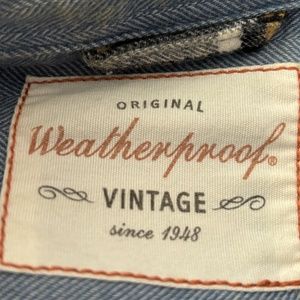 ORIGINAL
Weatherproof®
VINTAGE
since 1948